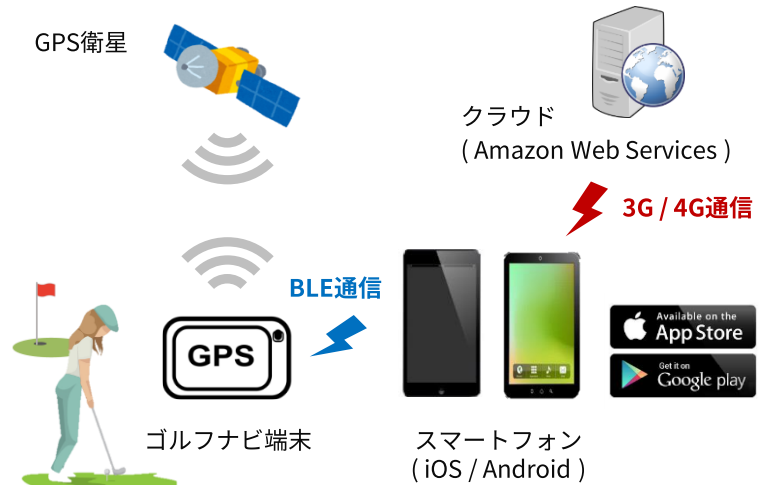 GPS衛星
クラウド
( Amazon Web Services )
3G / 4G通信
BLE通信
GPS
Available on the
App Store
Get it on
Google play
ゴルフナビ端末
スマートフォン
( iOS / Android )